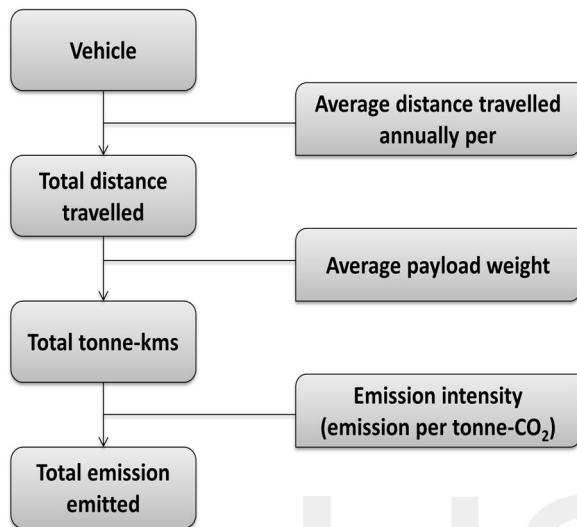 Vehicle
Average distance travelled
annually per
Total distance
travelled
Average payload weight
Total tonne-kms
Emission intensity
(emission per tonne-CO₂)
Total emission
emitted